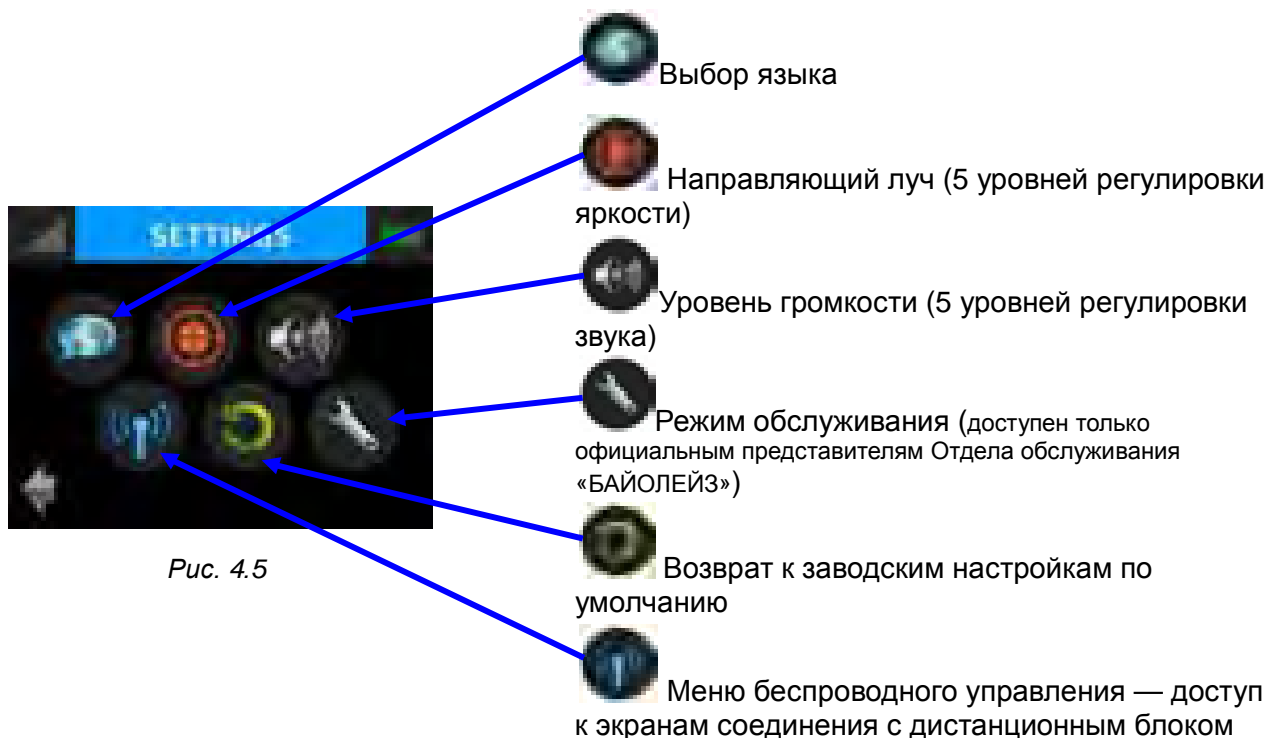 Выбор языка
Направляющий луч (5 уровней регулировки
яркости)
SETTINGS
Уровень громкости (5 уровней регулировки
звука)
Режим обслуживания (доступен только
официальным представителям Отдела обслуживания
«БАЙОЛЕЙЗ»)
Рис. 4.5
Возврат к заводским настройкам по
умолчанию
Меню беспроводного управления — доступ
к экранам соединения с дистанционным блоком